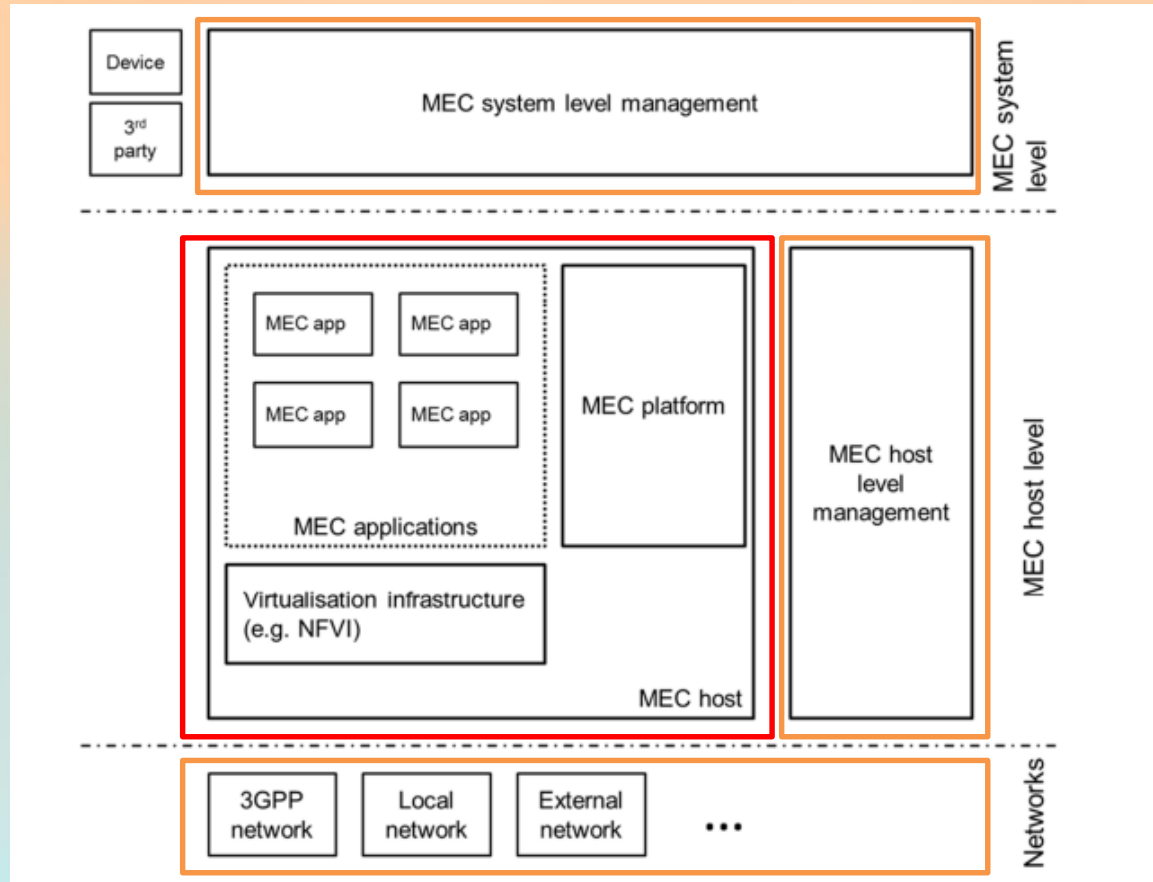 Device
3rd
party
MEC system level management
MEC system
level
MEC app
MEC app
MEC app
MEC app
MEC applications
MEC platform
Virtualisation infrastructure
(e.g. NFVI)
MEC host
MEC host
level
management
MEC host level
3GPP
network
Local
network
External
network
•••
Networks